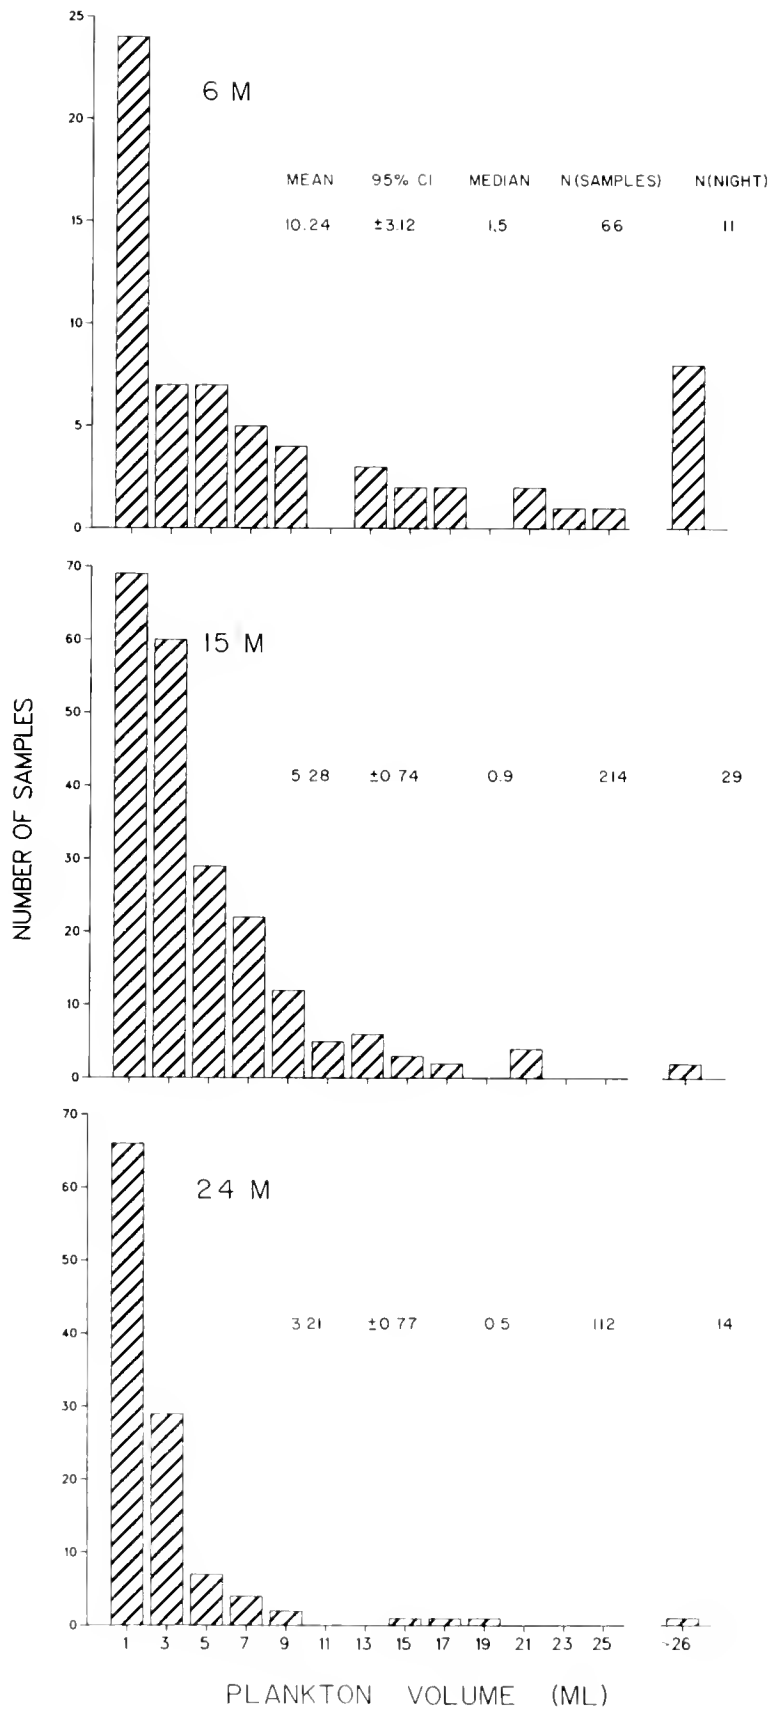 NUMBER OF SAMPLES
25
20
15
10
5
0
6 M
MEAN 95% CI MEDIAN N(SAMPLES) N(NIGHT)
10.24 ±3.12 1.5 66 11
70
60
50
40
30
20
10
0
15 M
5 28 ±0 74 0.9 214 29
70
60
50
40
30
20
10
0
24 M
3 21 ±0 77 0 5 112 14
1 3 5 7 9 11 13 15 17 19 21 23 25 26
PLANKTON VOLUME (ML)